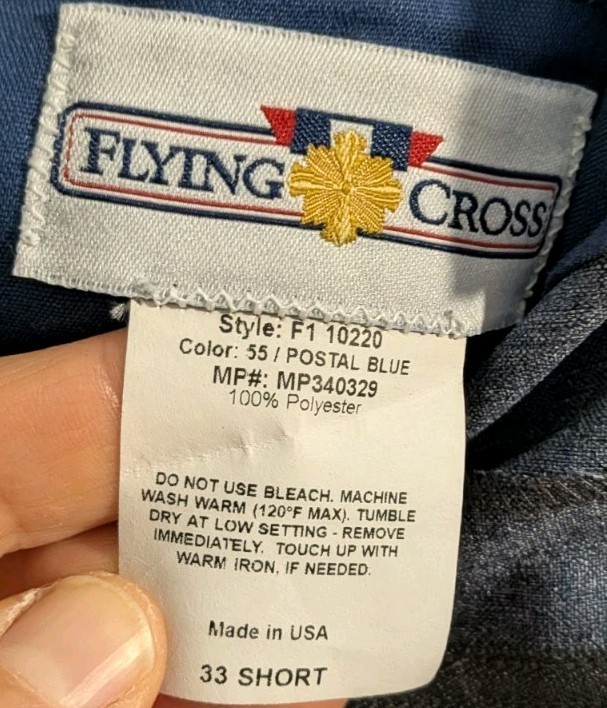 FLYING CROSS
Style: F1 10220
Color: 55 / POSTAL BLUE
MP#: MP340329
100% Polyester
DO NOT USE BLEACH. MACHINE
WASH WARM (120°F MAX). TUMBLE
DRY AT LOW SETTING - REMOVE
IMMEDIATELY. TOUCH UP WITH
WARM IRON, IF NEEDED.
Made in USA
33 SHORT